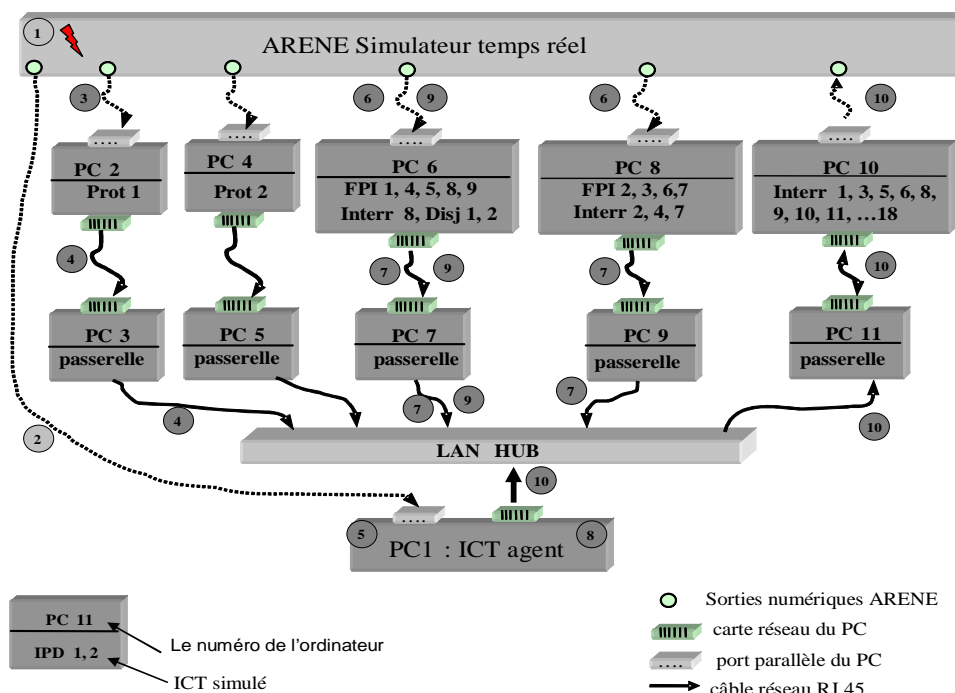 1
ARENE Simulateur temps réel
3
6
9
6
10
PC 2
Prot 1
PC 4
Prot 2
PC 6
FPI 1, 4, 5, 8, 9
Interr 8, Disj 1, 2
PC 8
FPI 2, 3, 6,7
Interr 2, 4, 7
PC 10
Interr 1, 3, 5, 6, 8,
9, 10, 11, …18
4
7
9
7
10
PC 3
passerelle
PC 5
passerelle
PC 7
passerelle
PC 9
passerelle
PC 11
passerelle
4
7
9
7
10
2
LAN HUB
10
5
PC1 : ICT agent
8
PC 11
IPD 1, 2
Le numéro de l'ordinateur
ICT simulé
Sorties numériques ARENE
carte réseau du PC
port parallèle du PC
câble réseau RJ 45